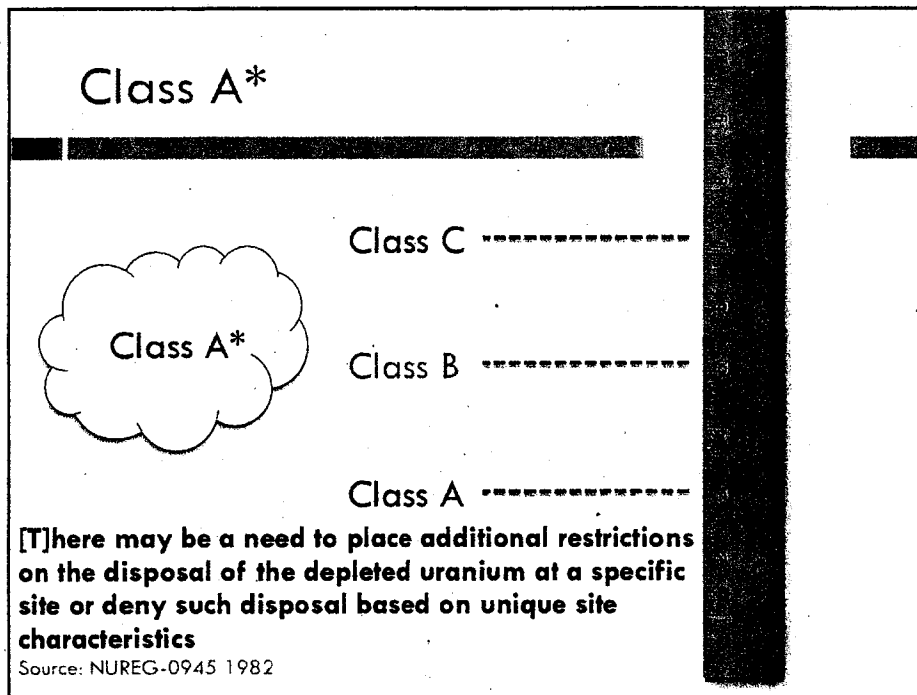 Class A*
Class C
Class A*
Class B
Class A
[T]here may be a need to place additional restrictions
on the disposal of the depleted uranium at a specific
site or deny such disposal based on unique site
characteristics
Source: NUREG-0945 1982